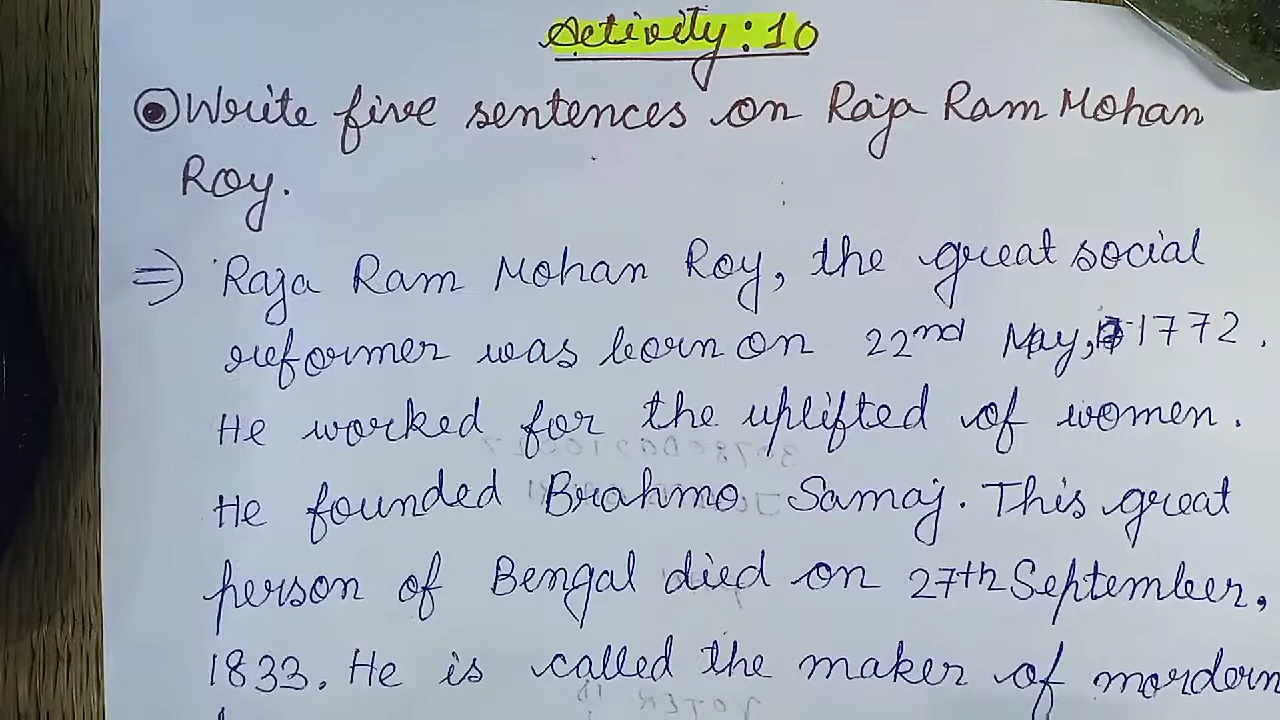 Activity: 10
Write five sentences on Raja Ram Mohan
Roy.
⇒ Raja Ram Mohan Roy, the great social
reformer was born on 22nd May, 1772.
He worked for the uplifted of women.
He founded Brahmo Samaj. This great
person of Bengal died on 27th September,
1833. He is called the maker of mordern